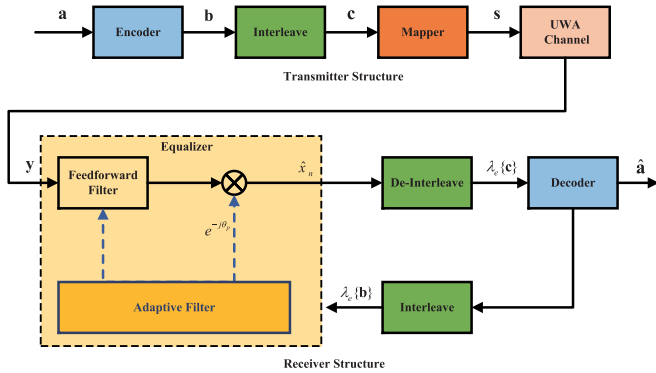 a
Encoder
b
Interleave
c
Mapper
s
UWA
Channel
Transmitter Structure
y
Equalizer
Feedforward
Filter
x̂ₙ
De-Interleave
λₑ{c}
Decoder
â
e^{-jθₚ}
Adaptive Filter
λₑ{b}
Interleave
Receiver Structure